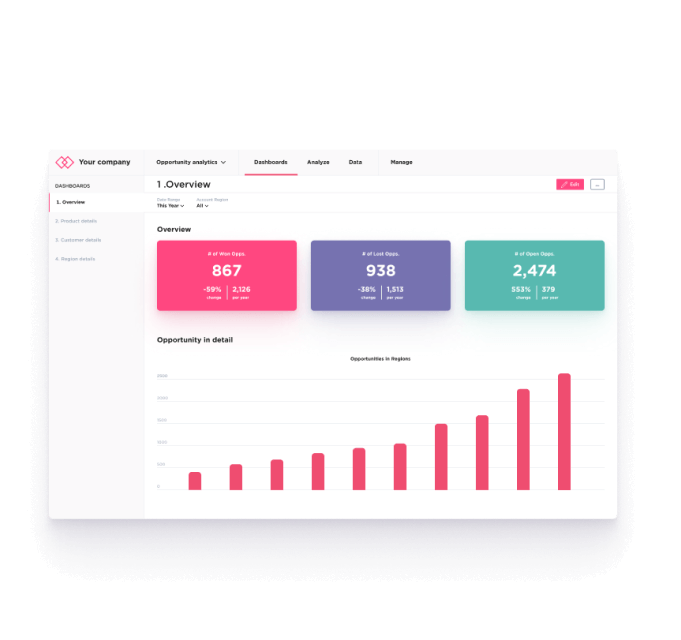 Your company
Opportunity analytics
Dashboards
Analyze
Data
Manage
DASHBOARDS
1. Overview
2. Product details
3. Customer details
4. Region details
1 .Overview
Edit
...
Date Range
Account Region
This Year
All
Overview
# of Won Opps.
867
-59%
change
2,126
per year
# of Lost Opps.
938
-38%
change
1,513
per year
# of Open Opps.
2,474
553%
change
379
per year
Opportunity in detail
Opportunities in Regions
2500
2000
1500
1000
500
0